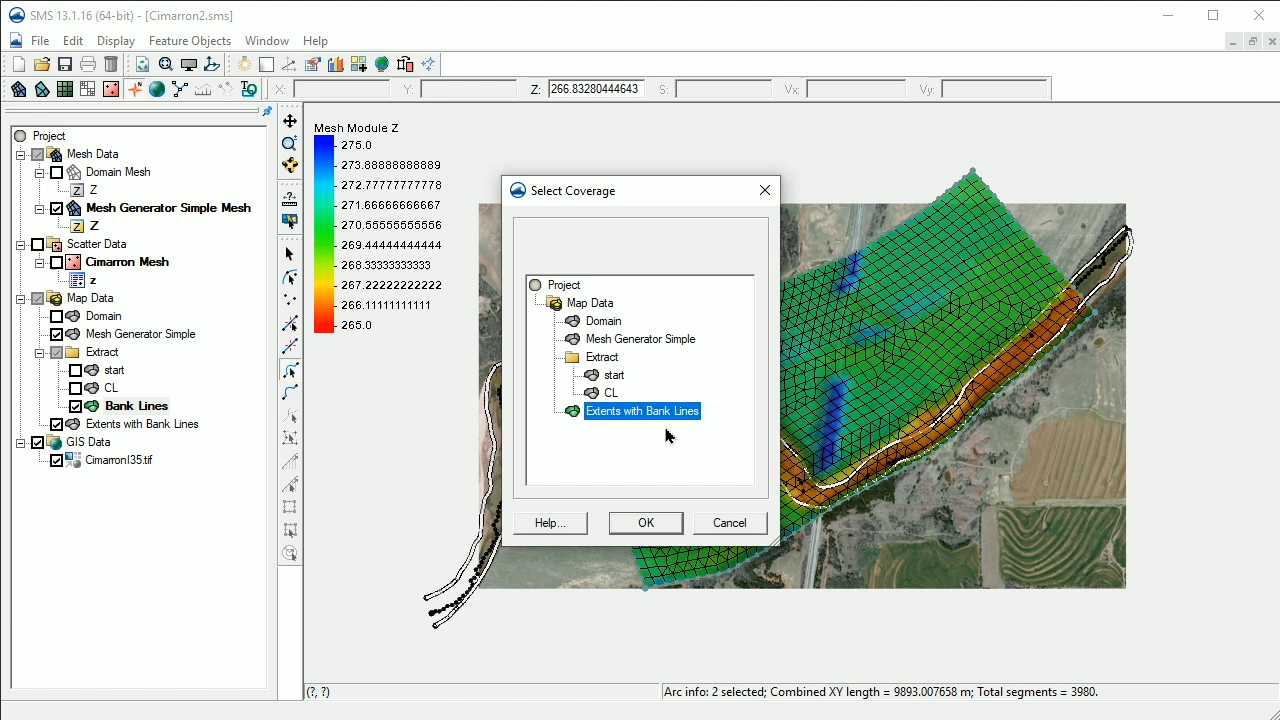 SMS 13.1.16 (64-bit) - [Cimarron2.sms]
File Edit Display Feature Objects Window Help
X: Y: Z: 266.83280444643 S: Vx: Vy:
Project
Mesh Data
Domain Mesh
Z
Mesh Generator Simple Mesh
Z
Scatter Data
Cimarron Mesh
z
Map Data
Domain
Mesh Generator Simple
Extract
start
CL
Bank Lines
Extents with Bank Lines
GIS Data
CimarronI35.tif
Mesh Module Z
275.0
273.88888888889
272.77777777778
271.66666666667
270.55555555556
269.44444444444
268.33333333333
267.22222222222
266.11111111111
265.0
Select Coverage
Project
Map Data
Domain
Mesh Generator Simple
Extract
start
CL
Extents with Bank Lines
Help... OK Cancel
(?, ?) Arc info: 2 selected; Combined XY length = 9893.007658 m; Total segments = 3980.